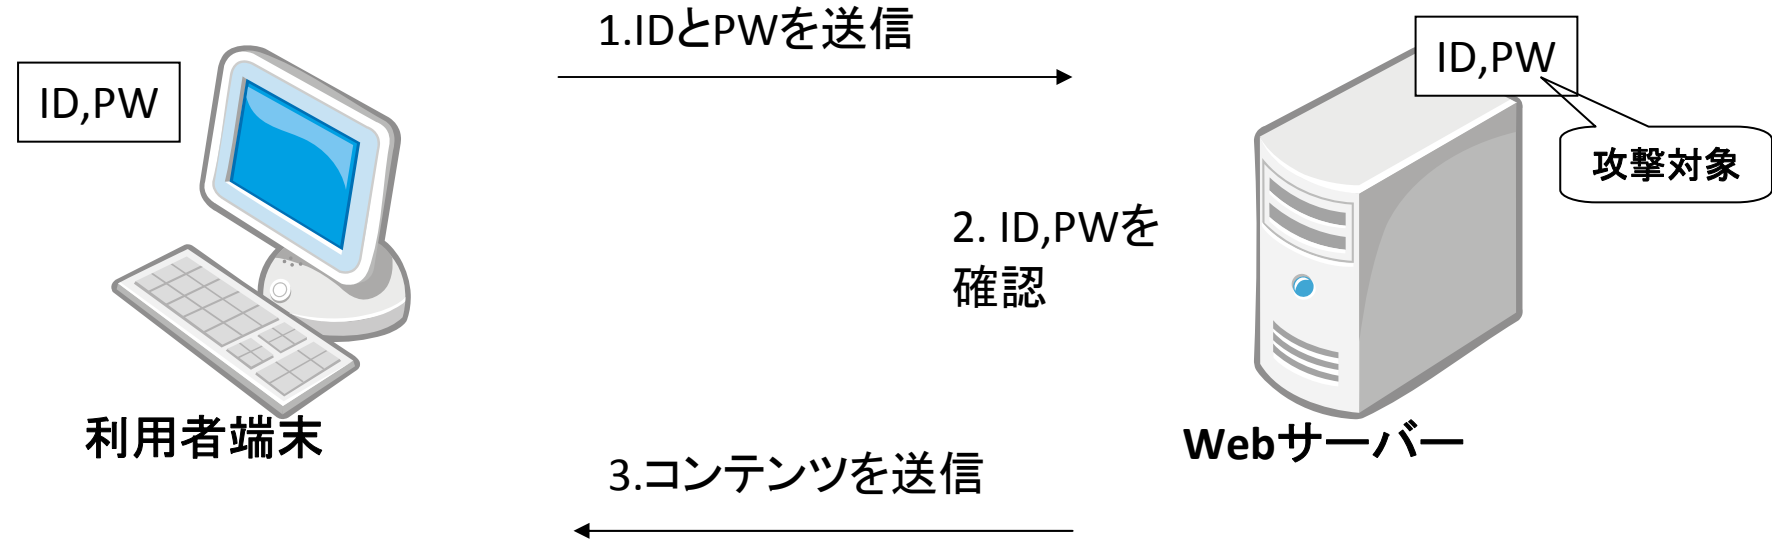 1.IDとPWを送信
ID,PW
ID,PW
攻撃対象
2. ID,PWを
確認
利用者端末
Webサーバー
3.コンテンツを送信